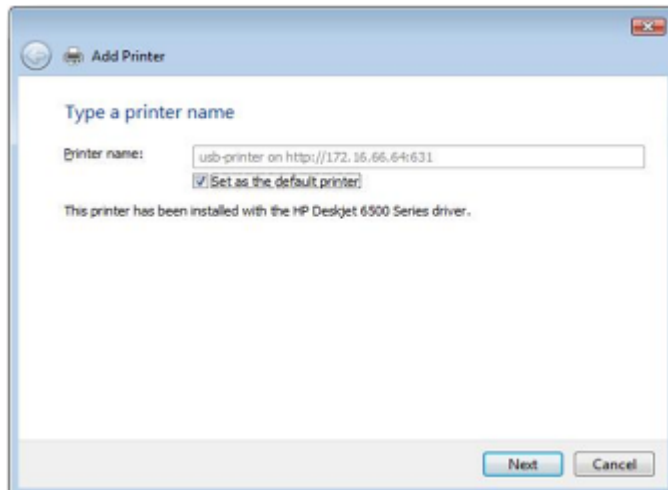 Add Printer
Type a printer name
Printer name: usb-printer on http://172.16.66.64:631
Set as the default printer
This printer has been installed with the HP Deskjet 6500 Series driver.
Next Cancel